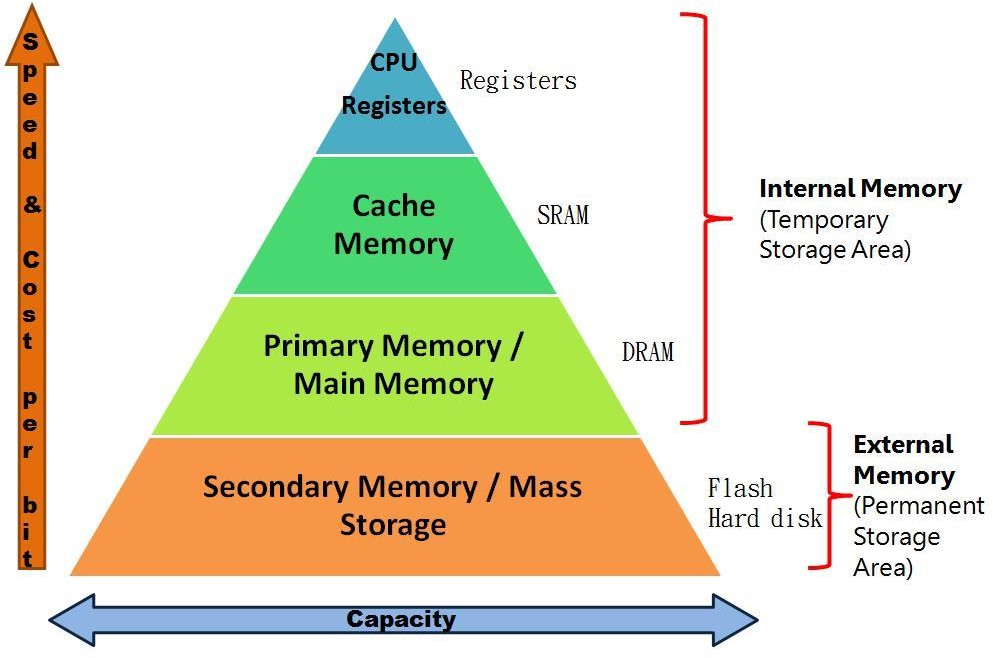 Speed & Cost per bit
CPU
Registers
Registers
Cache
Memory
SRAM
Primary Memory /
Main Memory
DRAM
Secondary Memory / Mass
Storage
Flash
Hard disk
Internal Memory
(Temporary
Storage Area)
External
Memory
(Permanent
Storage
Area)
Capacity